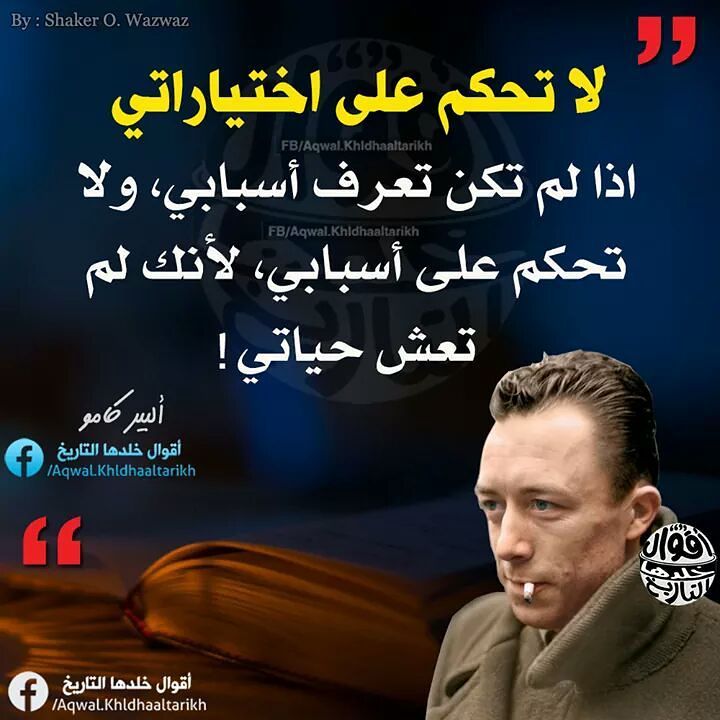 By : Shaker O. Wazwaz
لا تحكم على اختياراتي
FB/Aqwal.Khldhaaltarikh
اذا لم تكن تعرف أسبابي، ولا
FB/Aqwal.Khldhaaltarikh
تحكم على أسبابي، لأنك لم
تعش حياتي !
ألبير كامو
أقوال خلدها التاريخ
/Aqwal.Khldhaaltarikh
أقوال خلدها التاريخ
أقوال خلدها التاريخ
/Aqwal.Khldhaaltarikh